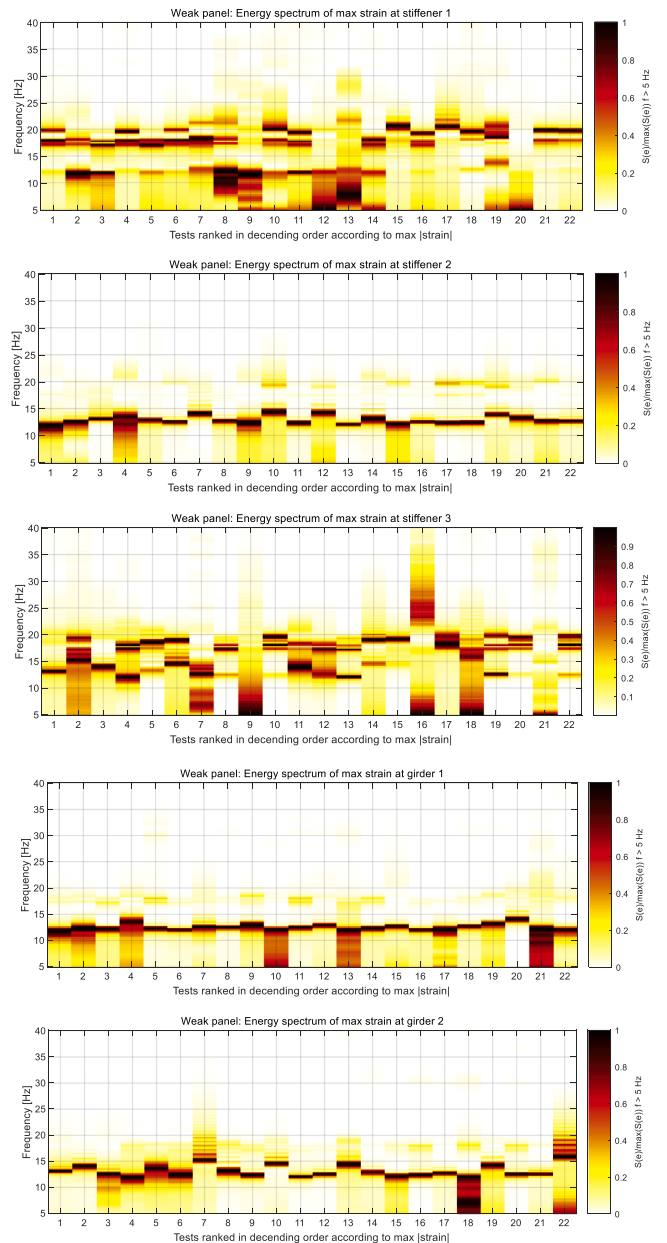 Weak panel: Energy spectrum of max strain at stiffener 1
40
35
30
25
20
15
10
5
Frequency [Hz]
1 2 3 4 5 6 7 8 9 10 11 12 13 14 15 16 17 18 19 20 21 22
Tests ranked in decending order according to max |strain|
1
0.8
0.6
0.4
0.2
0
S(e)/max(S(e)) f > 5 Hz
Weak panel: Energy spectrum of max strain at stiffener 2
40
35
30
25
20
15
10
5
Frequency [Hz]
1 2 3 4 5 6 7 8 9 10 11 12 13 14 15 16 17 18 19 20 21 22
Tests ranked in decending order according to max |strain|
1
0.8
0.6
0.4
0.2
0
S(e)/max(S(e)) f > 5 Hz
Weak panel: Energy spectrum of max strain at stiffener 3
40
35
30
25
20
15
10
5
Frequency [Hz]
1 2 3 4 5 6 7 8 9 10 11 12 13 14 15 16 17 18 19 20 21 22
Tests ranked in decending order according to max |strain|
0.9
0.8
0.7
0.6
0.5
0.4
0.3
0.2
0.1
S(e)/max(S(e)) f > 5 Hz
Weak panel: Energy spectrum of max strain at girder 1
40
35
30
25
20
15
10
5
Frequency [Hz]
1 2 3 4 5 6 7 8 9 10 11 12 13 14 15 16 17 18 19 20 21 22
Tests ranked in decending order according to max |strain|
1
0.8
0.6
0.4
0.2
0
S(e)/max(S(e)) f > 5 Hz
Weak panel: Energy spectrum of max strain at girder 2
40
35
30
25
20
15
10
5
Frequency [Hz]
1 2 3 4 5 6 7 8 9 10 11 12 13 14 15 16 17 18 19 20 21 22
Tests ranked in decending order according to max |strain|
1
0.8
0.6
0.4
0.2
0
S(e)/max(S(e)) f > 5 Hz